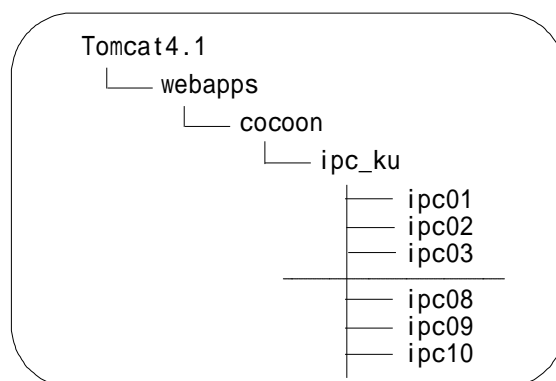 Tomcat4.1
webapps
cocoon
ipc_ku
ipc01
ipc02
ipc03
ipc08
ipc09
ipc10